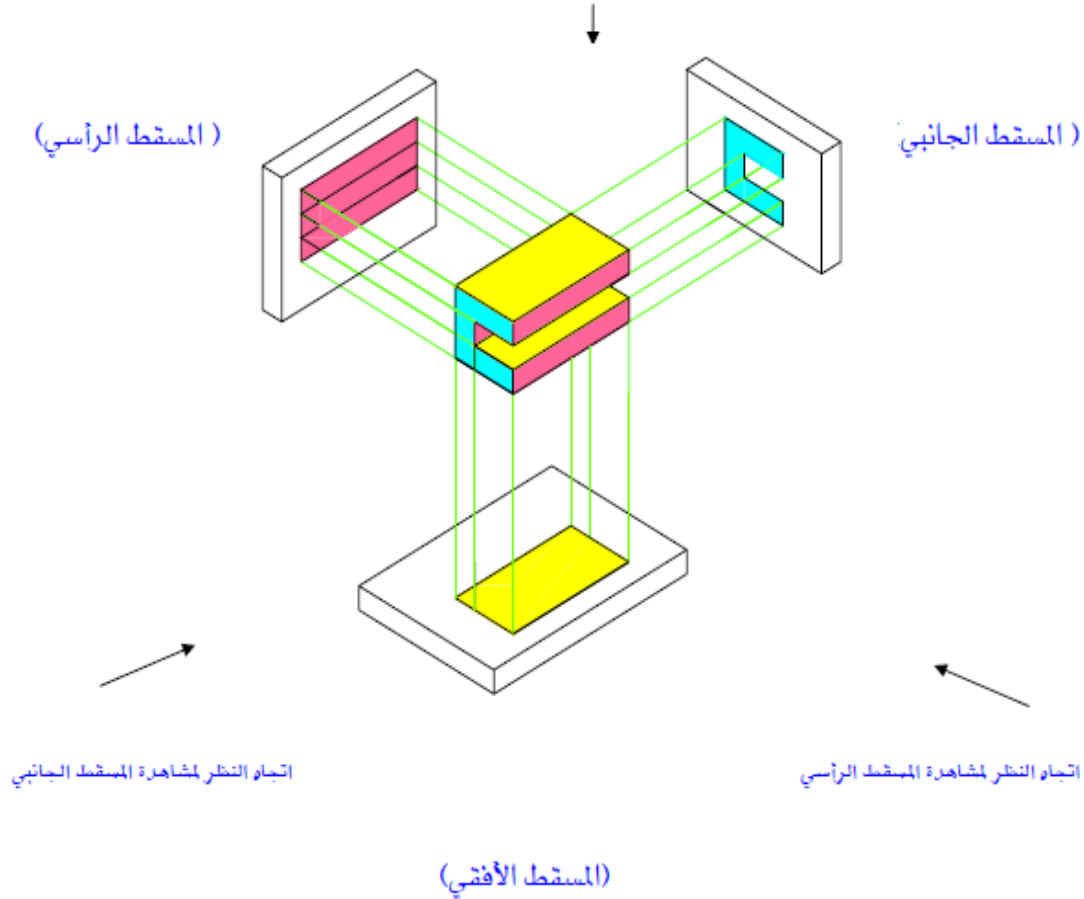 ( المسقط الجانبي
( المسقط الرأسي)
اتجاه النظر لمشاهدة المسقط الرأسي
اتجاه النظر لمشاهدة المسقط الجانبي
(المسقط الأفقي)